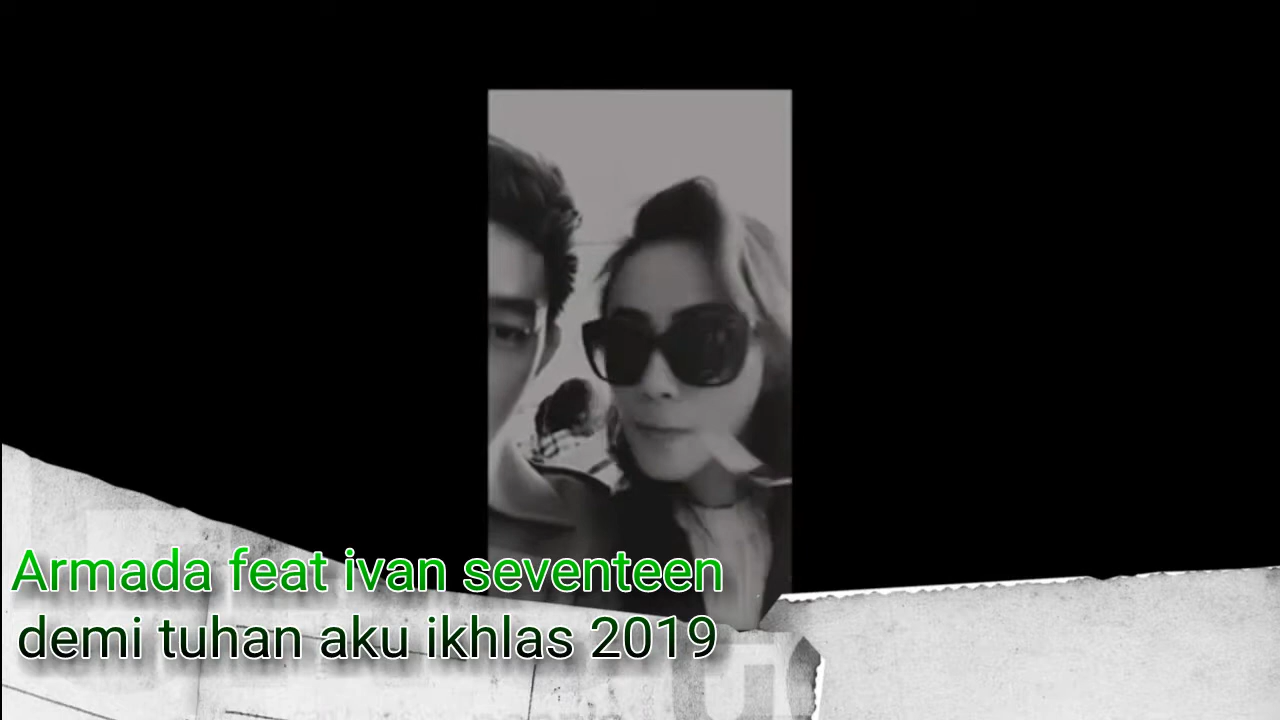 Armada feat ivan seventeen
demi tuhan aku ikhlas 2019